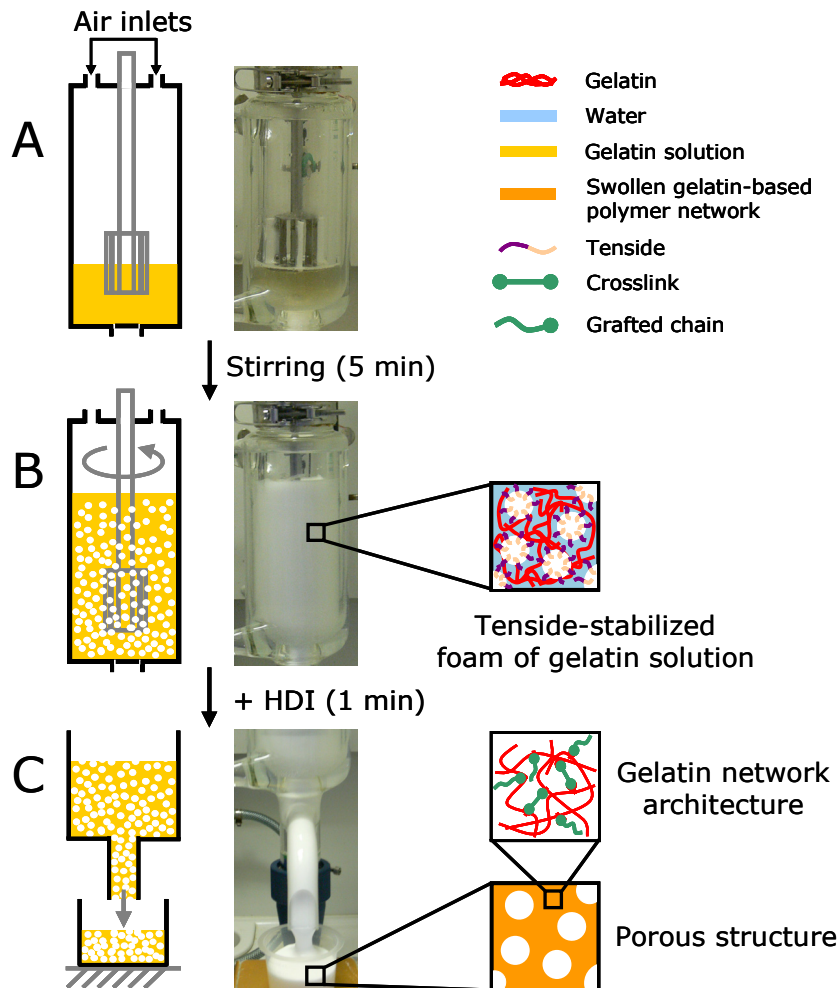 Air inlets
A
Gelatin
Water
Gelatin solution
Swollen gelatin-based
polymer network
Tenside
Crosslink
Grafted chain
Stirring (5 min)
B
Tenside-stabilized
foam of gelatin solution
+ HDI (1 min)
C
Gelatin network
architecture
Porous structure